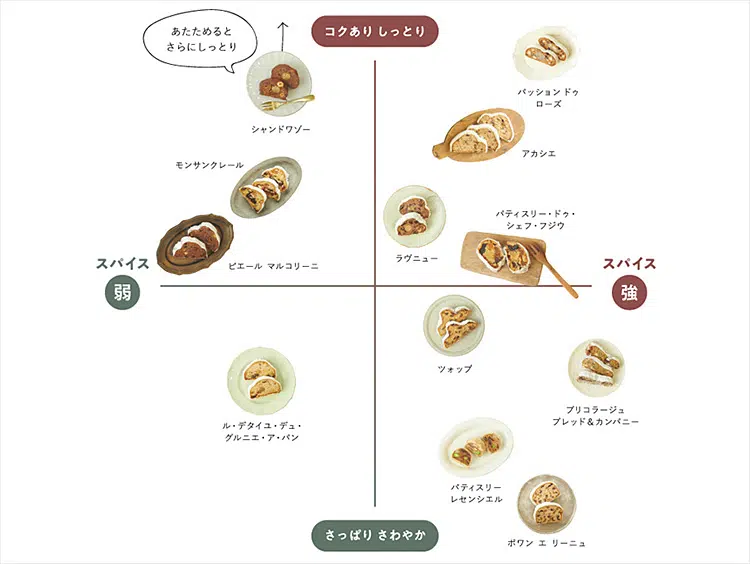 あたためると
さらにしっとり
コクあり しっとり
シャンドワゾー
パッション ドゥ
ローズ
アカシエ
モンサンクレール
ピエール マルコリーニ
ラヴニュー
パティスリー・ドゥ・
シェフ・フジウ
スパイス
弱
スパイス
強
ツォップ
ブリコラージュ
ブレッド&カンパニー
ル・デタイユ・デュ・
グルニエ・ア・パン
パティスリー
レセンシエル
ポワン エ リーニュ
さっぱり さわやか